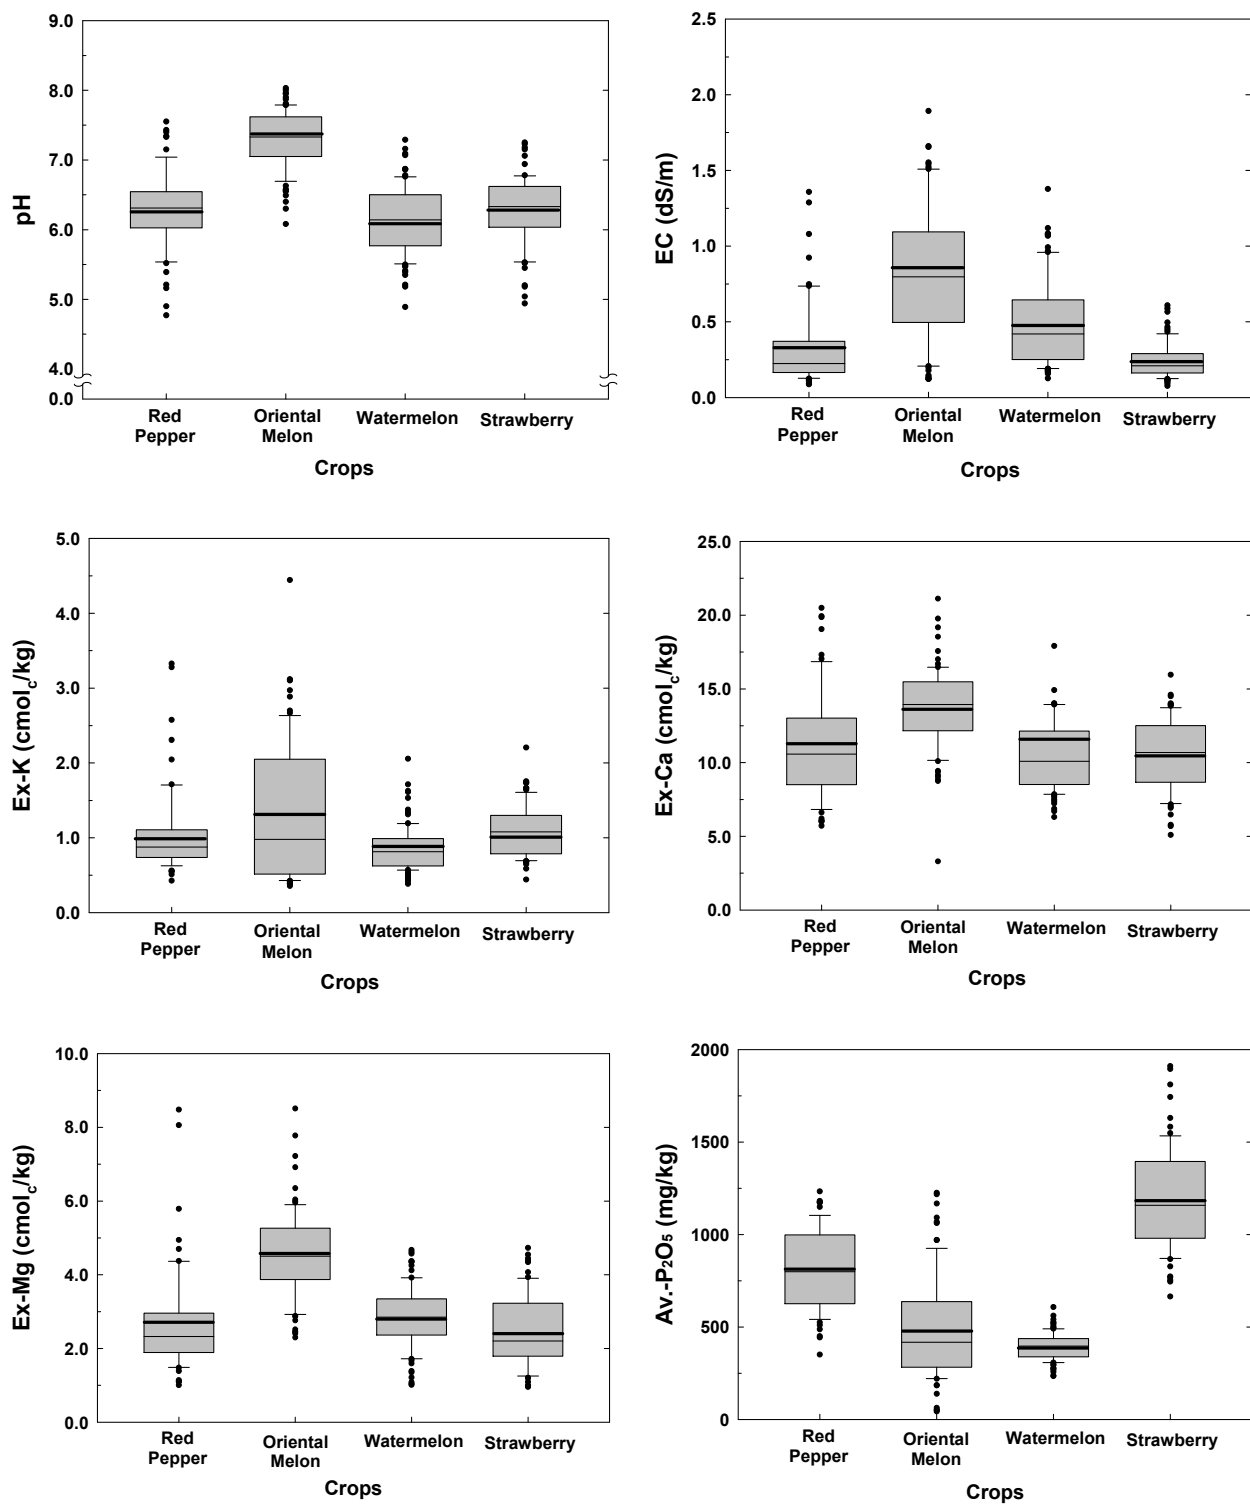 9.0
8.0
7.0
6.0
5.0
4.0
0.0
pH
Red
Pepper
Oriental
Melon
Watermelon
Strawberry
Crops
2.5
2.0
1.5
1.0
0.5
0.0
EC (dS/m)
Red
Pepper
Oriental
Melon
Watermelon
Strawberry
Crops
5.0
4.0
3.0
2.0
1.0
0.0
Ex-K (cmolc/kg)
Red
Pepper
Oriental
Melon
Watermelon
Strawberry
Crops
25.0
20.0
15.0
10.0
5.0
0.0
Ex-Ca (cmolc/kg)
Red
Pepper
Oriental
Melon
Watermelon
Strawberry
Crops
10.0
8.0
6.0
4.0
2.0
0.0
Ex-Mg (cmolc/kg)
Red
Pepper
Oriental
Melon
Watermelon
Strawberry
Crops
2000
1500
1000
500
0
Av.-P2O5 (mg/kg)
Red
Pepper
Oriental
Melon
Watermelon
Strawberry
Crops